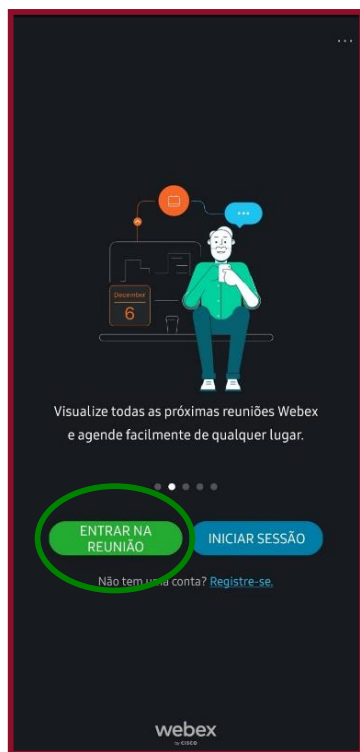 ...
December
6
Visualize todas as próximas reuniões Webex
e agende facilmente de qualquer lugar.
ENTRAR NA
REUNIÃO
INICIAR SESSÃO
Não tem uma conta? Registre-se.
webex
by CISCO